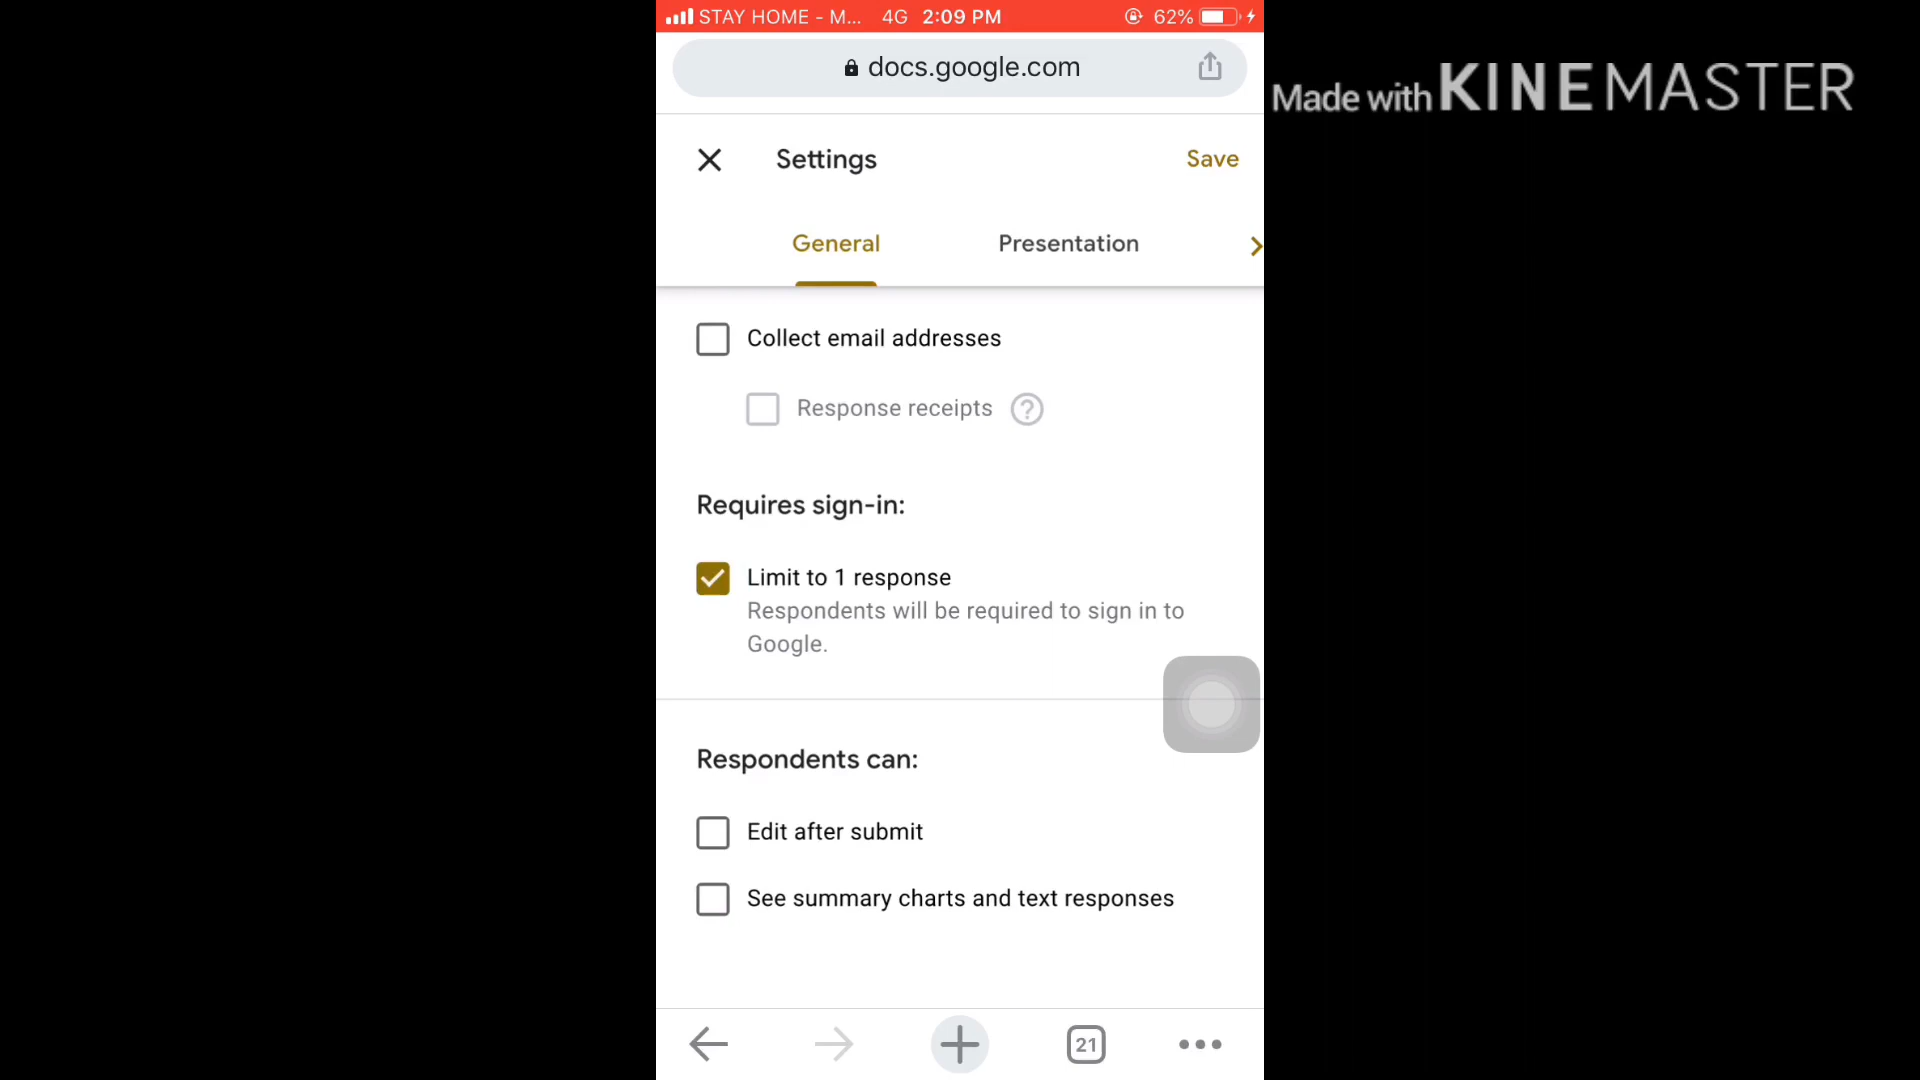 STAY HOME - M... 4G 2:09 PM 62%
docs.google.com
Made with KINEMASTER
Settings Save
General Presentation
Collect email addresses
Response receipts ?
Requires sign-in:
Limit to 1 response
Respondents will be required to sign in to
Google.
Respondents can:
Edit after submit
See summary charts and text responses
21